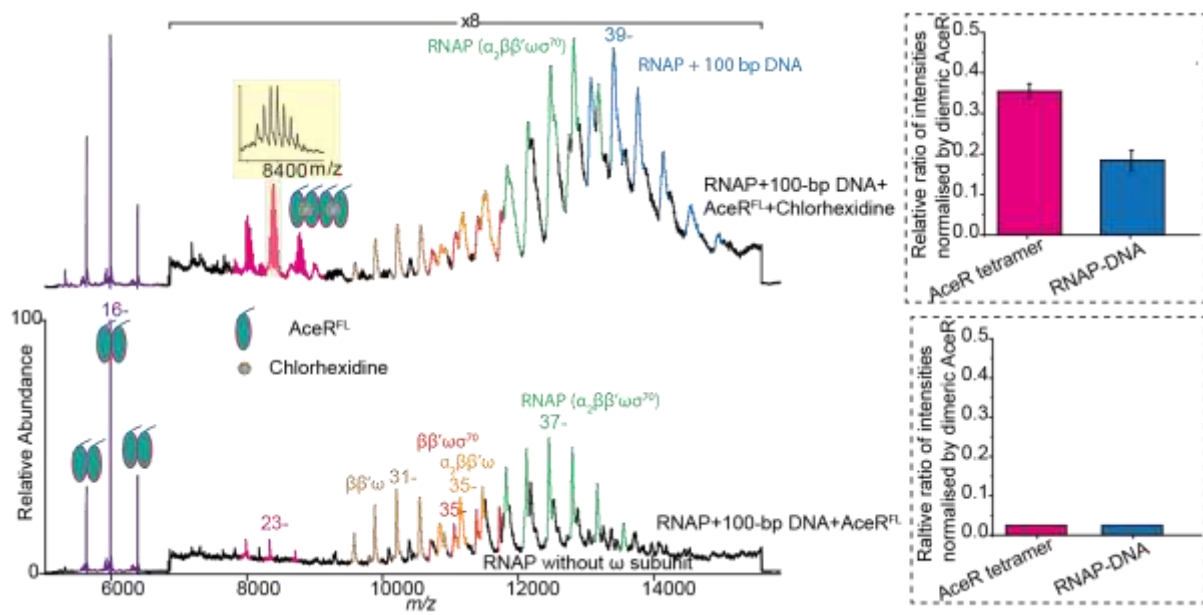 x8
RNAP (α₂ββ'ωσ⁷⁰)
39-
RNAP + 100 bp DNA
8400 m/z
RNAP+100-bp DNA+
AceRᶠᴸ+Chlorhexidine
16-
AceRᶠᴸ
Chlorhexidine
100
Relative Abundance
0
23-
ββ'ω
31-
ββ'ωσ⁷⁰
α₂ββ'ω
35-
35-
RNAP (α₂ββ'ωσ⁷⁰)
37-
RNAP+100-bp DNA+AceRᶠᴸ
RNAP without ω subunit
6000
8000
10000
12000
14000
m/z
Relative ratio of intensities
normalised by diemric AceR
0.5
0.4
0.3
0.2
0.1
0.0
AceR tetramer
RNAP-DNA
Raltive ratio of intensities
normalised by dimeric AceR
0.5
0.4
0.3
0.2
0.1
0.0
AceR tetramer
RNAP-DNA